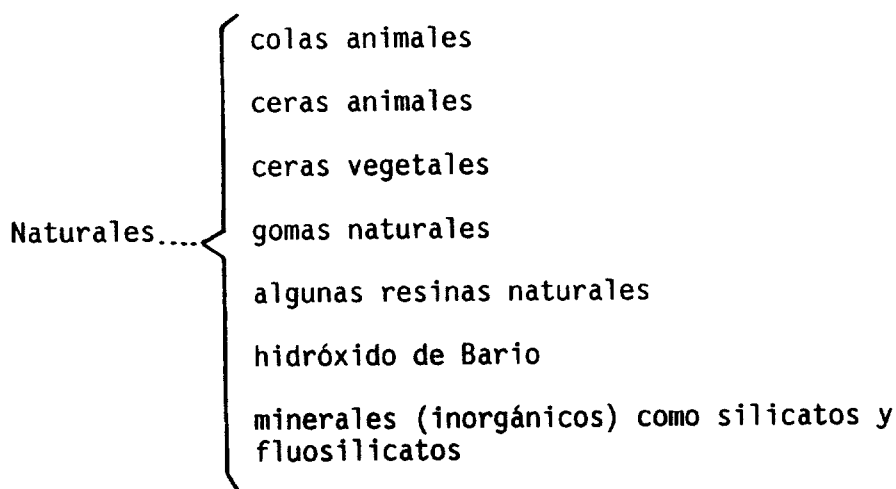 colas animales
ceras animales
ceras vegetales
Naturales.....
gomas naturales
algunas resinas naturales
hidróxido de Bario
minerales (inorgánicos) como silicatos y
fluosilicatos